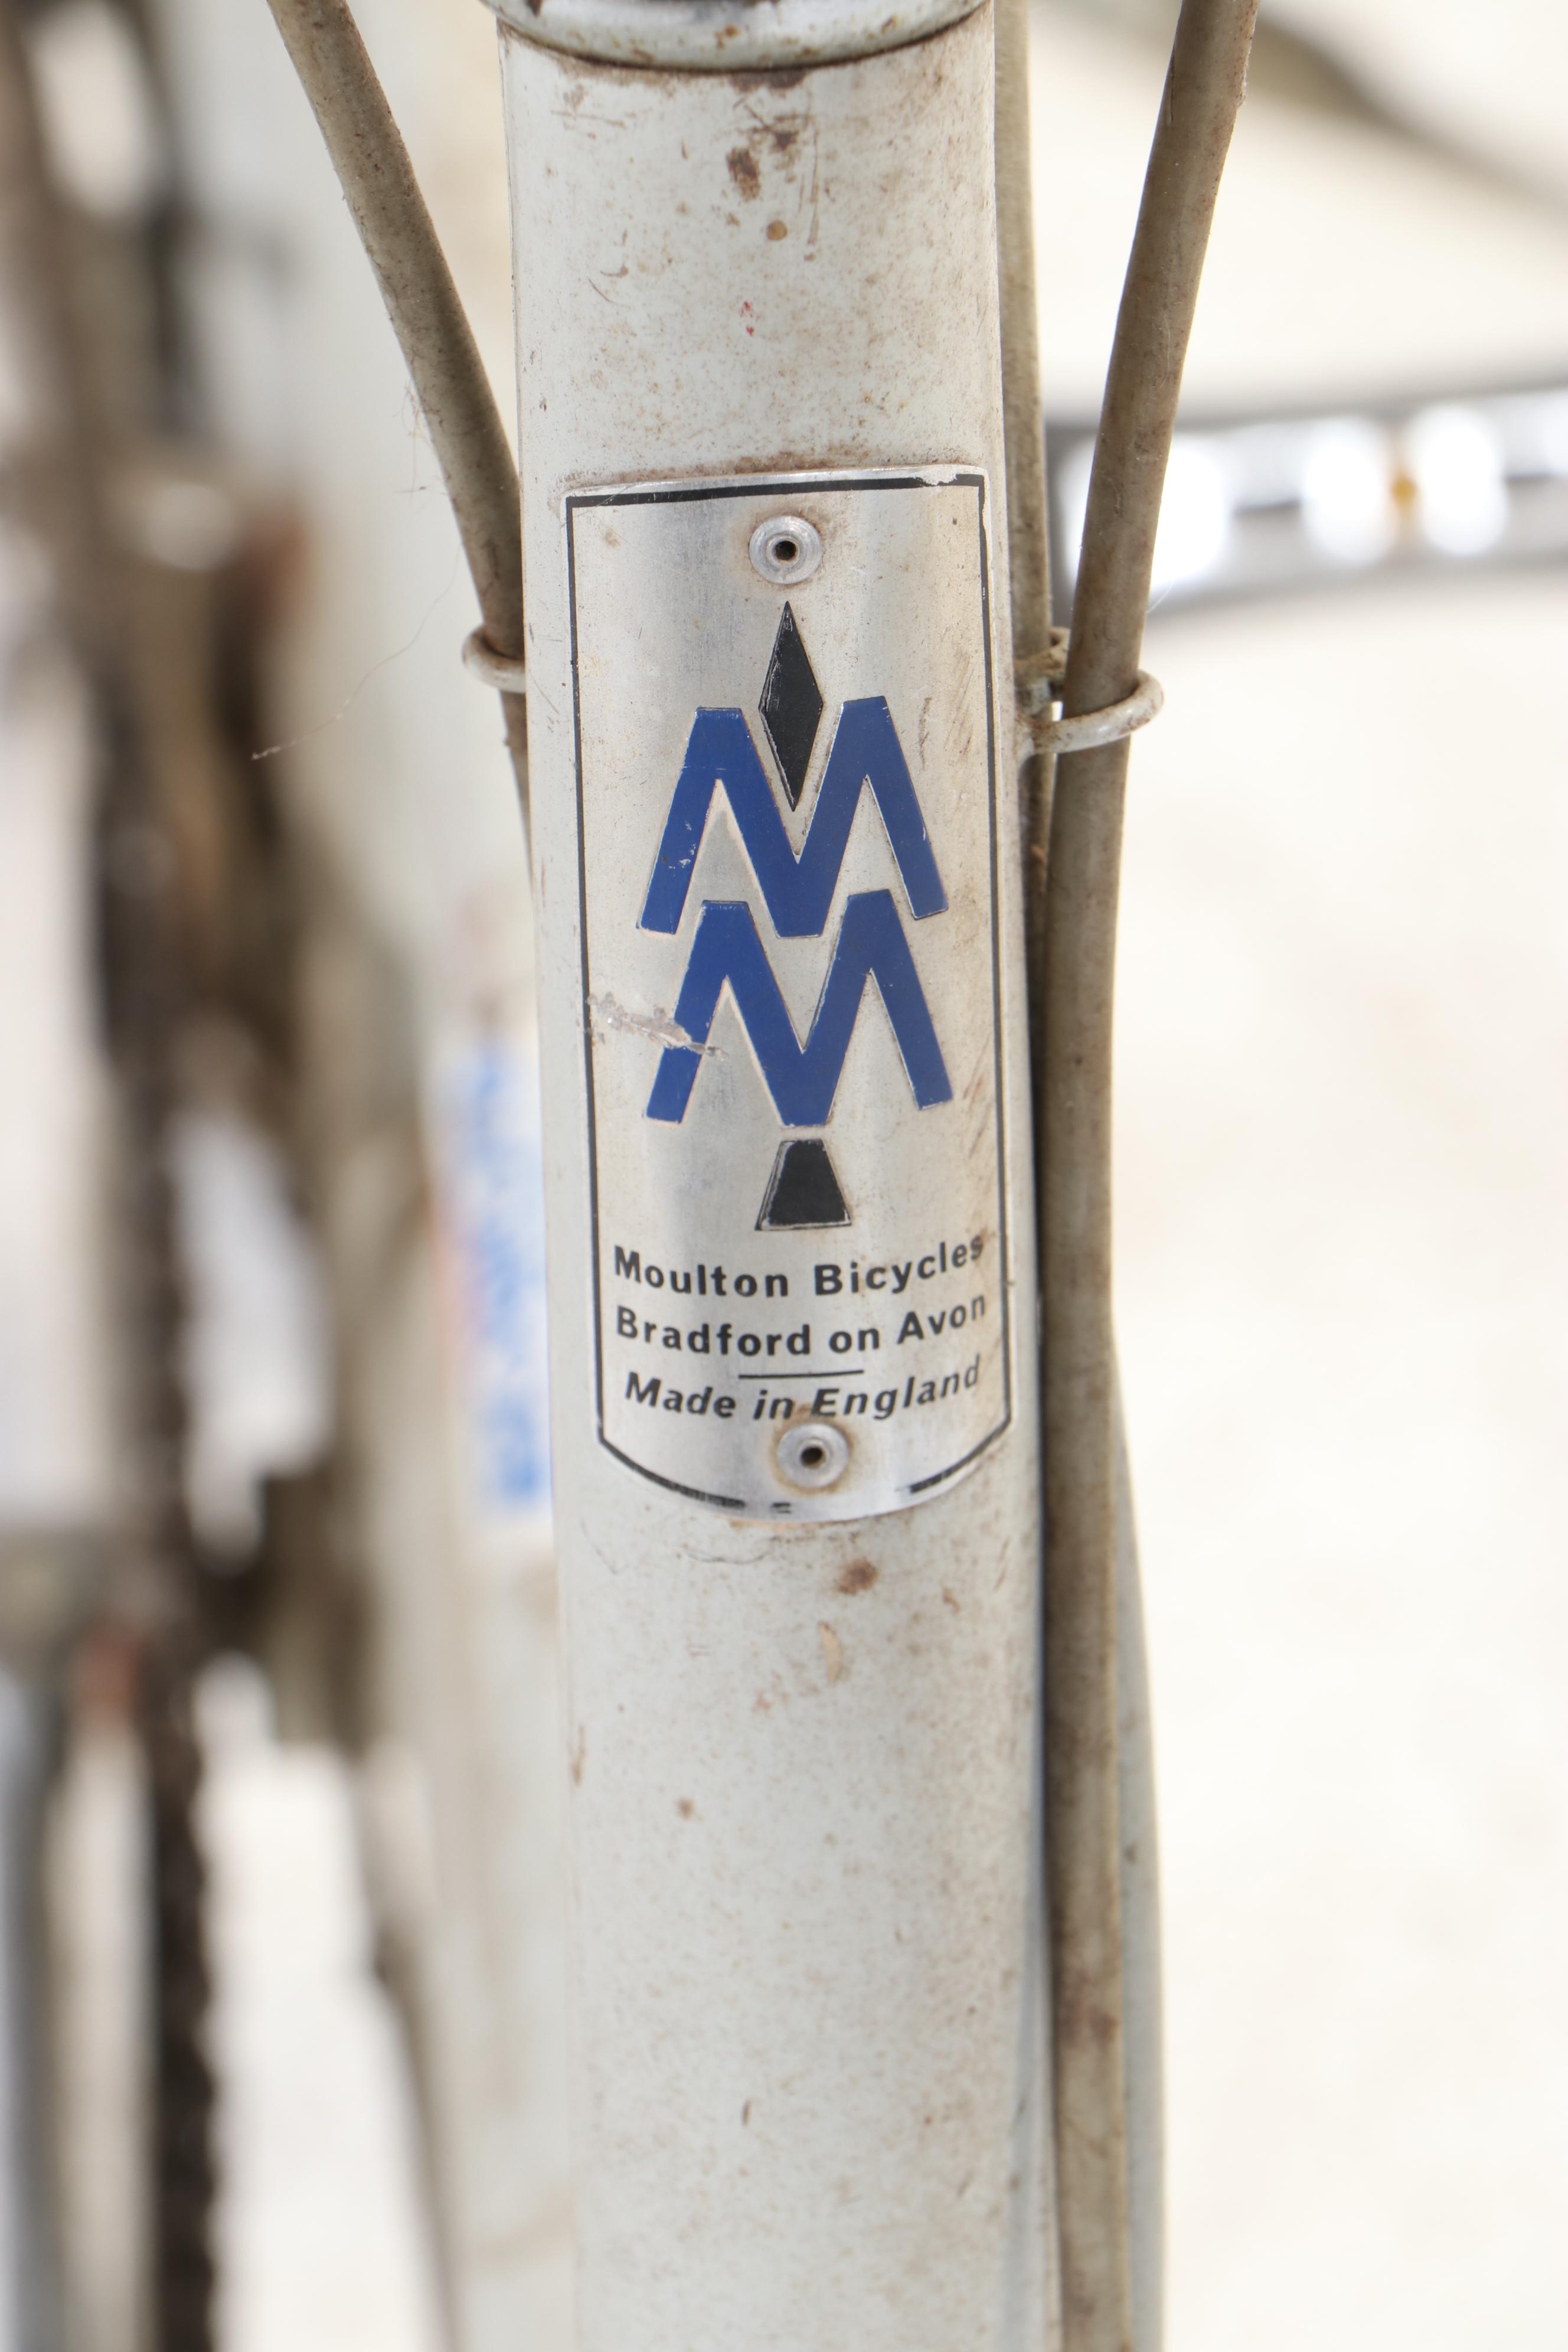 M
M
Moulton Bicycles
Bradford on Avon
Made in England